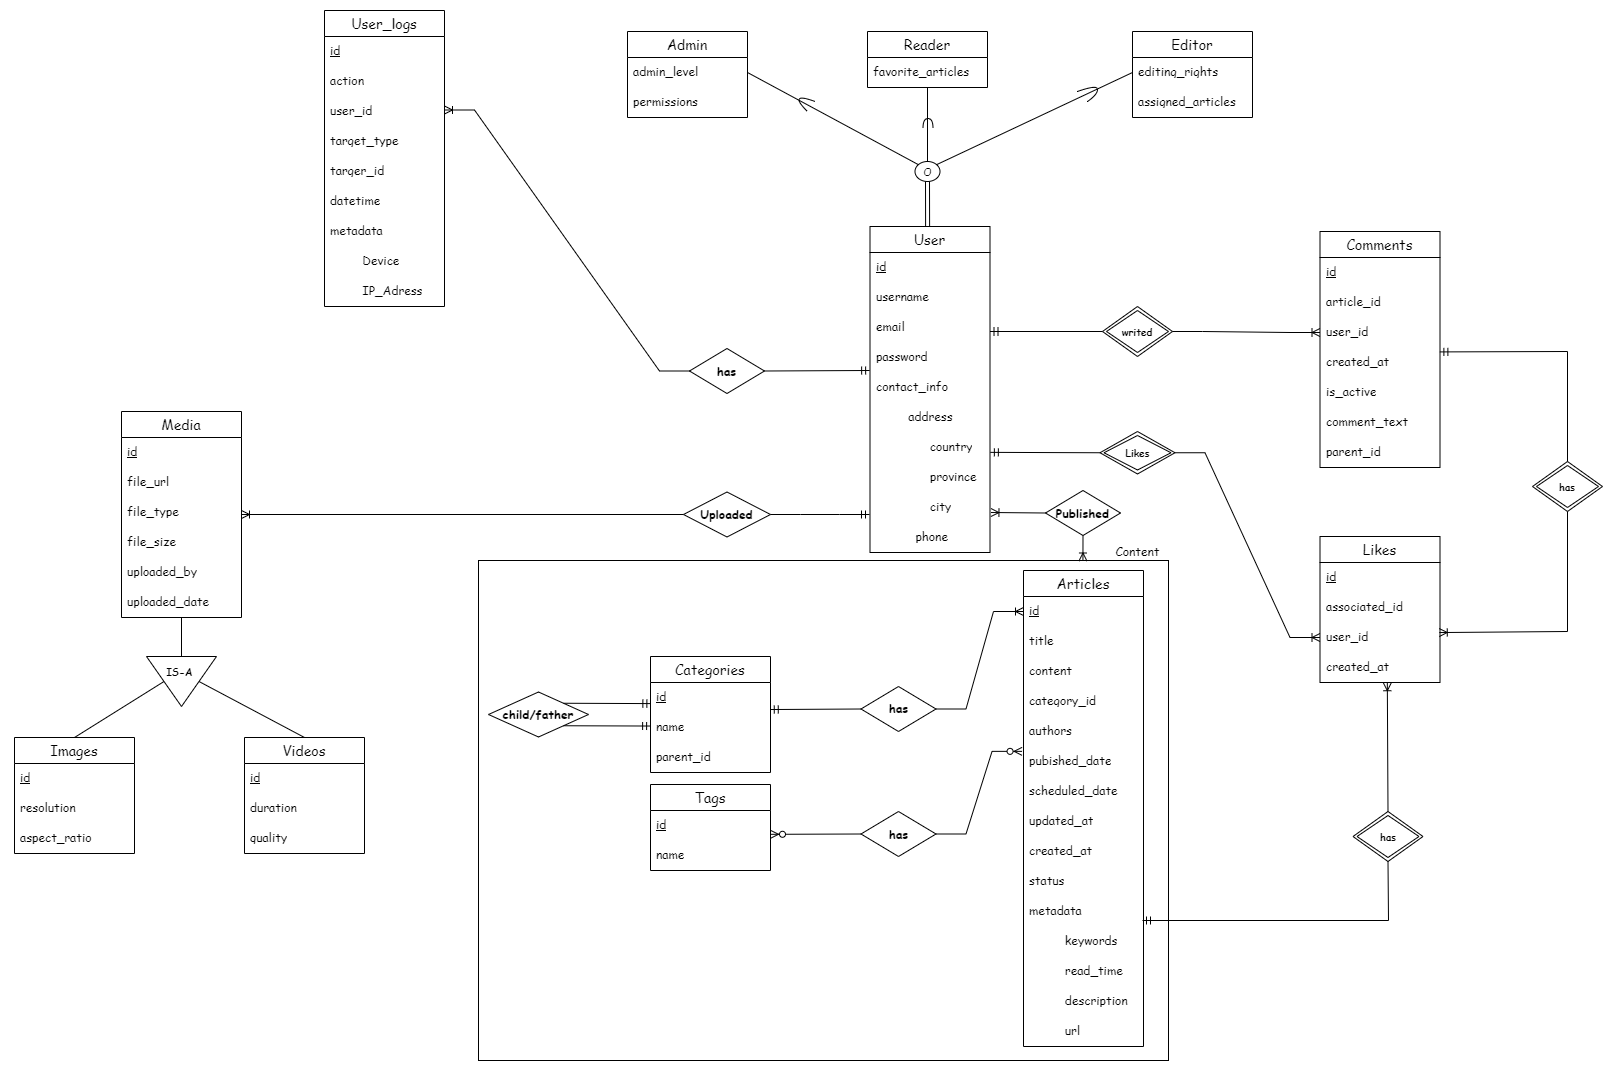 User_logs
id
action
user_id
target_type
targer_id
datetime
metadata
Device
IP_Adress
Admin
admin_level
permissions
Reader
favorite_articles
Editor
editing_rights
assigned_articles
O
User
id
username
email
password
contact_info
address
country
province
city
phone
Comments
id
article_id
user_id
created_at
is_active
comment_text
parent_id
writed
has
Likes
has
Media
id
file_url
file_type
file_size
uploaded_by
uploaded_date
Uploaded
Published
Content
Likes
id
associated_id
user_id
created_at
IS-A
Images
id
resolution
aspect_ratio
Videos
id
duration
quality
Articles
id
title
content
category_id
authors
pubished_date
scheduled_date
updated_at
created_at
status
metadata
keywords
read_time
description
url
Categories
id
name
parent_id
child/father
has
Tags
id
name
has
has